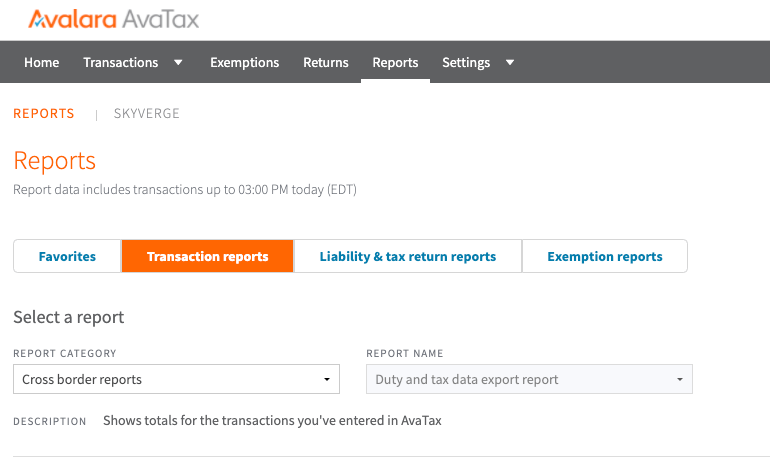 Avalara AvaTax
Home Transactions Exemptions Returns Reports Settings
REPORTS | SKYVERGE
Reports
Report data includes transactions up to 03:00 PM today (EDT)
Favorites Transaction reports Liability & tax return reports Exemption reports
Select a report
REPORT CATEGORY REPORT NAME
Cross border reports Duty and tax data export report
DESCRIPTION Shows totals for the transactions you've entered in AvaTax